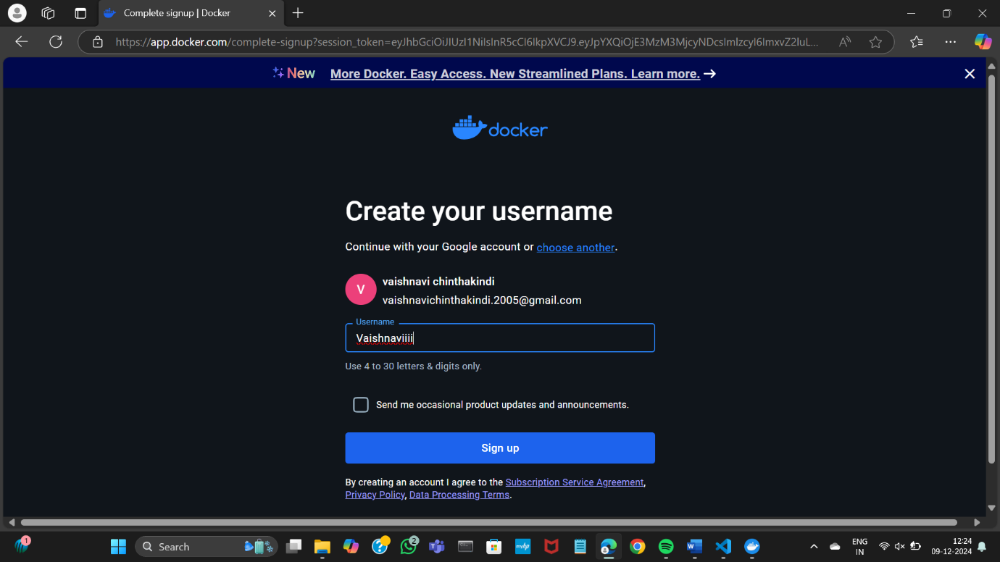 Complete signup | Docker
https://app.docker.com/complete-signup?session_token=eyJhbGciOiJIUzI1NiIsInR5cCI6IkpXVCJ9.eyJpYXQiOjE3MzM3MjcyNDcsImlzcyI6ImxvZ2luL...
New More Docker. Easy Access. New Streamlined Plans. Learn more. →
docker
Create your username
Continue with your Google account or choose another.
V
vaishnavi chinthakindi
vaishnavichinthakindi.2005@gmail.com
Username
Vaishnaviiii
Use 4 to 30 letters & digits only.
Send me occasional product updates and announcements.
Sign up
By creating an account I agree to the Subscription Service Agreement,
Privacy Policy, Data Processing Terms.
1
Search
2
myhp
ENG
IN
12:24
09-12-2024